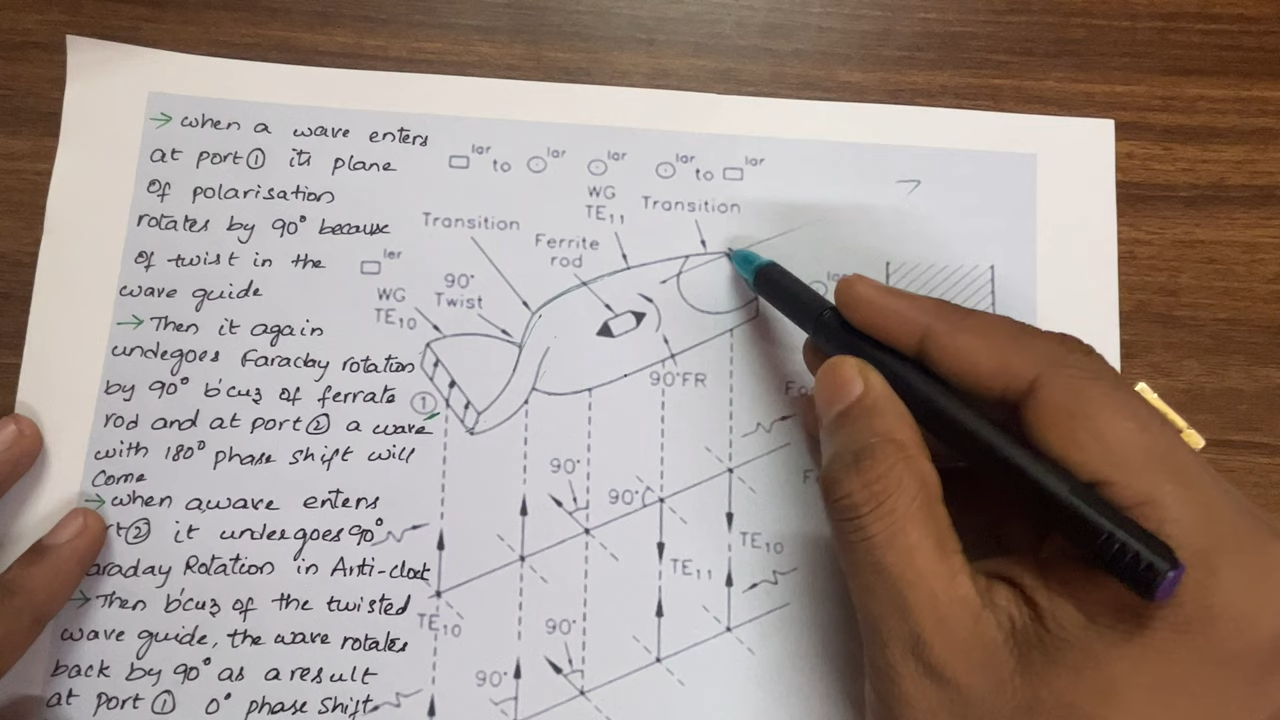 → when a wave enters
at port ① its plane
of polarisation
rotates by 90° because
of twist in the
wave guide
→ Then it again
undegoes Faraday rotation
by 90° b'cuz of ferrate
rod and at port ② a wave
with 180° phase shift will
come
→ when a wave enters
rt ② it undergoes 90°
araday Rotation in Anti-clock
→ Then b'cuz of the twisted
wave guide, the wave rotates
back by 90° as a result
at port ① 0° phase shift
lar to lar lar lar to lar
WG
TE11
Transition
Transition
Ferrite
rod
ler
WG
TE10
90°
Twist
lar
①
90°FR
90°
90°
TE10
TE11
TE10
90°
90°